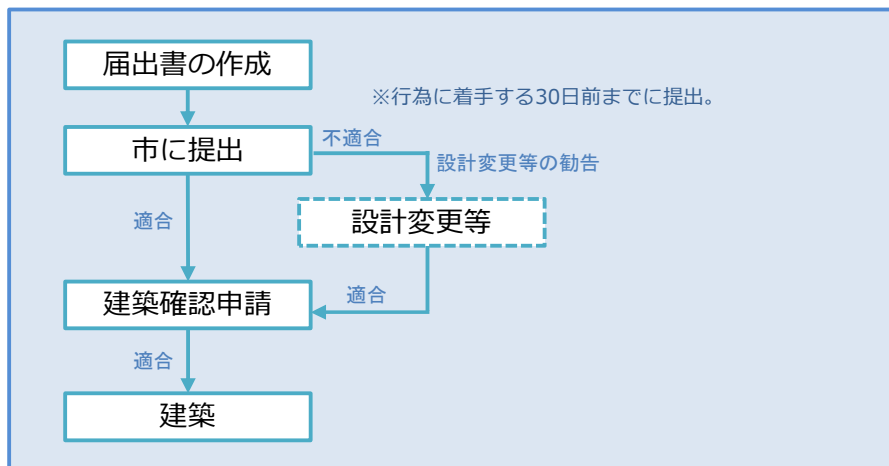 届出書の作成
※行為に着手する30日前までに提出。
市に提出
不適合
設計変更等の勧告
適合
設計変更等
建築確認申請
適合
適合
建築